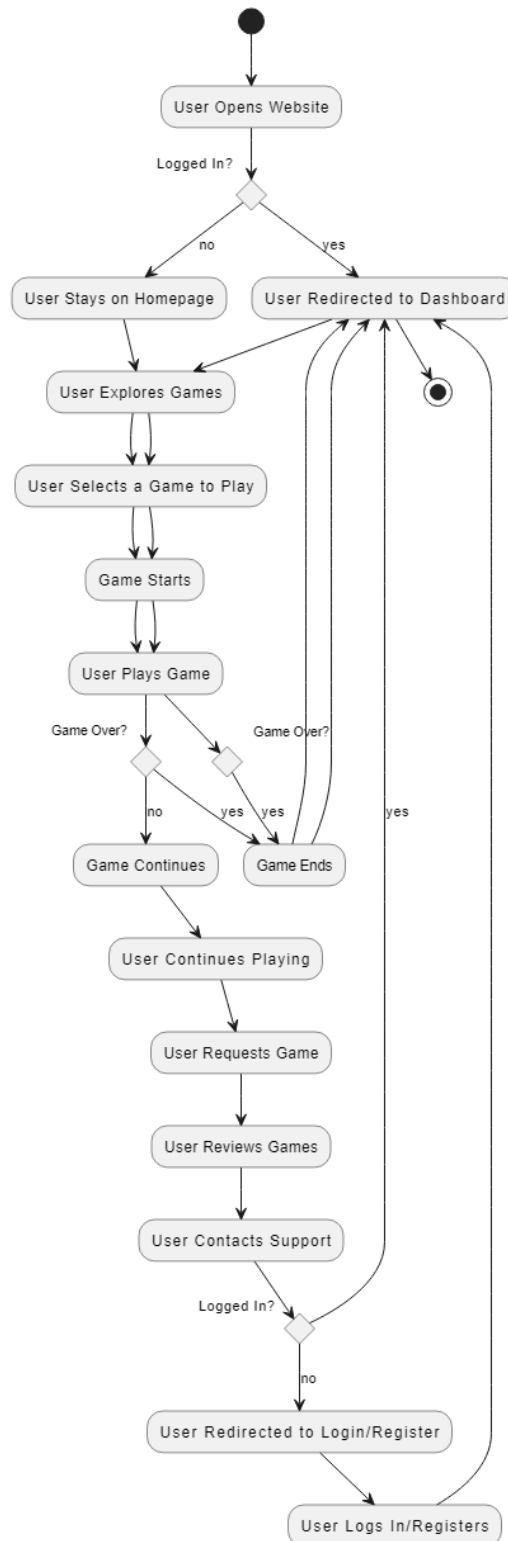 User Opens Website
Logged In?
no
yes
User Stays on Homepage
User Redirected to Dashboard
User Explores Games
User Selects a Game to Play
Game Starts
User Plays Game
Game Over?
Game Over?
no
yes
yes
yes
Game Continues
Game Ends
User Continues Playing
User Requests Game
User Reviews Games
User Contacts Support
Logged In?
no
User Redirected to Login/Register
User Logs In/Registers